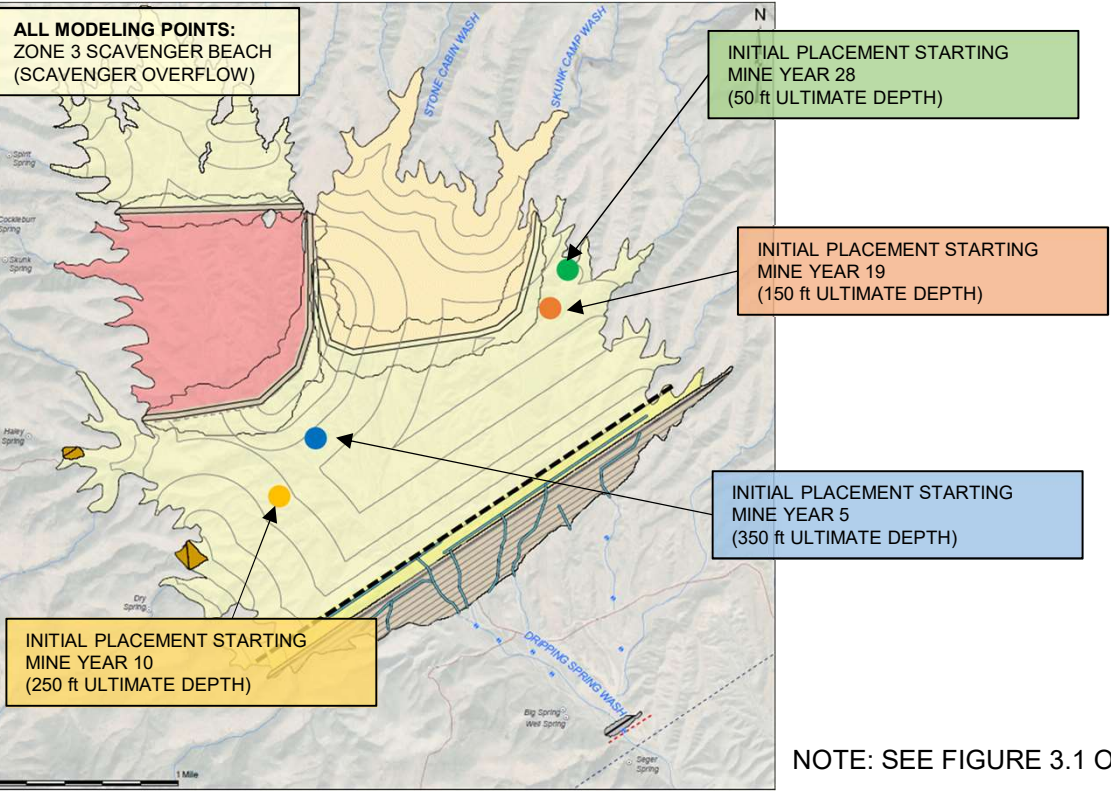 ALL MODELING POINTS:
ZONE 3 SCAVENGER BEACH
(SCAVENGER OVERFLOW)
N
STONE CABIN WASH
SKUNK CAMP WASH
INITIAL PLACEMENT STARTING
MINE YEAR 28
(50 ft ULTIMATE DEPTH)
Spirit
Spring
Cockleburr
Spring
Skunk
Spring
INITIAL PLACEMENT STARTING
MINE YEAR 19
(150 ft ULTIMATE DEPTH)
Haley
Spring
INITIAL PLACEMENT STARTING
MINE YEAR 5
(350 ft ULTIMATE DEPTH)
Dry
Spring
INITIAL PLACEMENT STARTING
MINE YEAR 10
(250 ft ULTIMATE DEPTH)
DRIPPING SPRING WASH
Big Spring
Well Spring
Seger
Spring
1 Mile
NOTE: SEE FIGURE 3.1 O